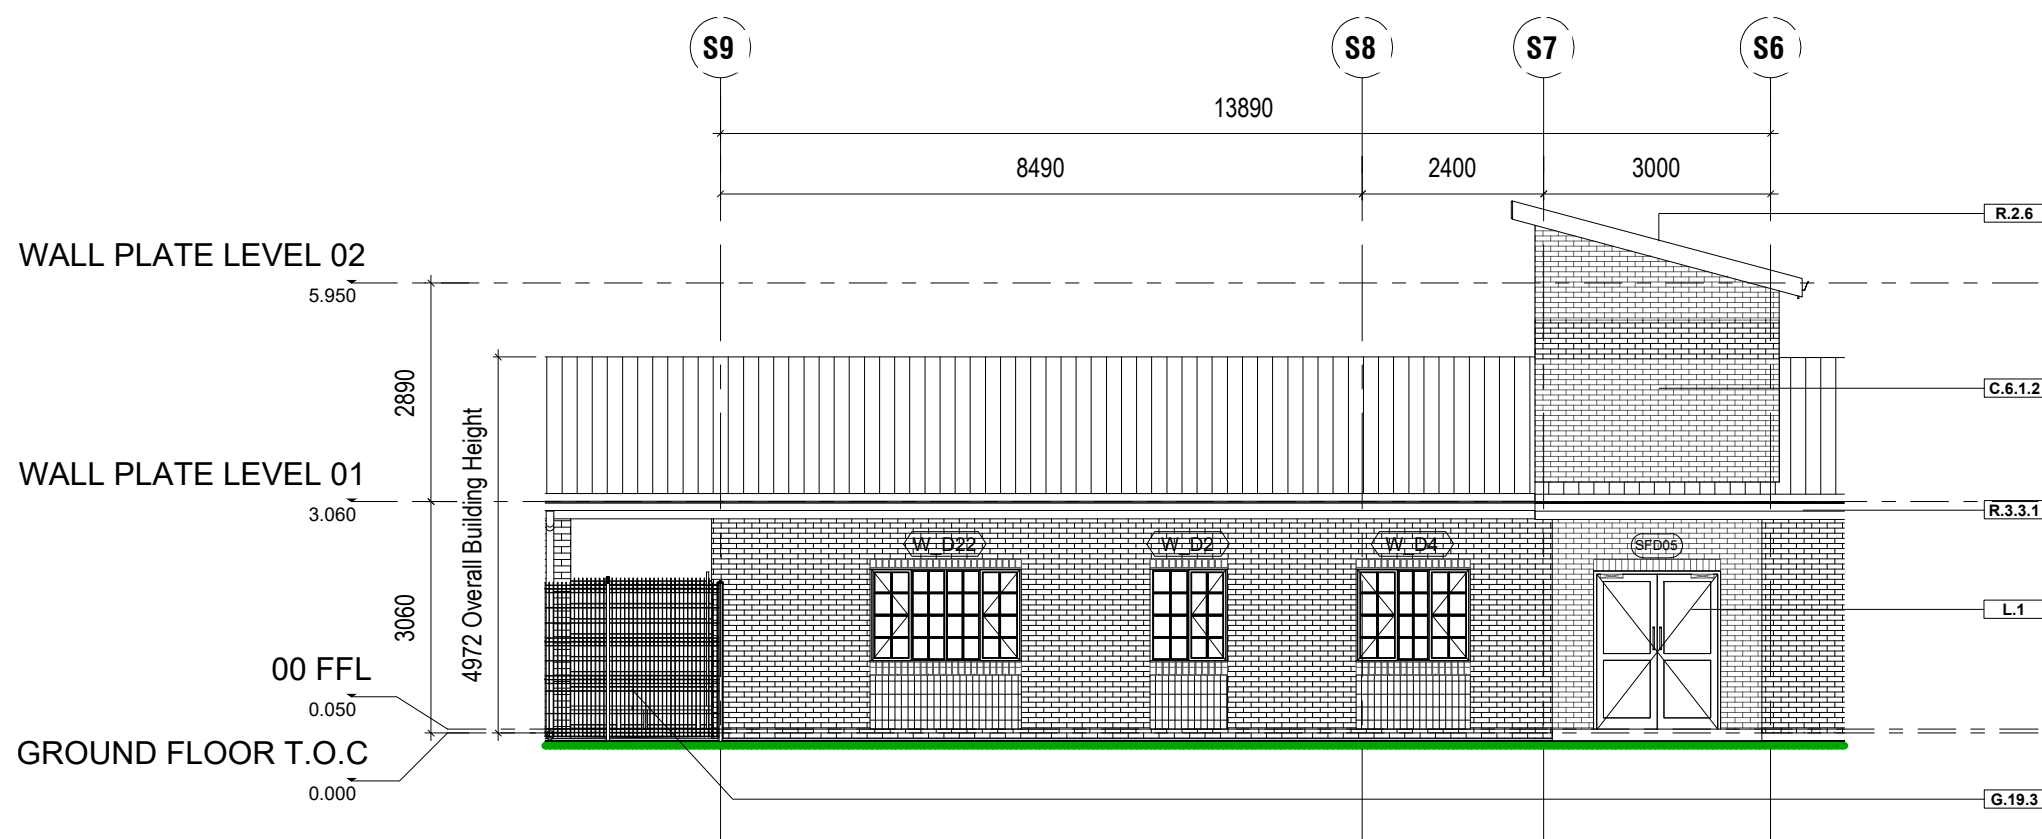 S9
S8
S7
S6
13890
8490
2400
3000
R.2.6
WALL PLATE LEVEL 02
5.950
2890
C.6.1.2
4972 Overall Building Height
WALL PLATE LEVEL 01
3.060
R.3.3.1
W_D22
W_D2
W_D4
SFD05
3060
L.1
00 FFL
0.050
GROUND FLOOR T.O.C
0.000
G.19.3